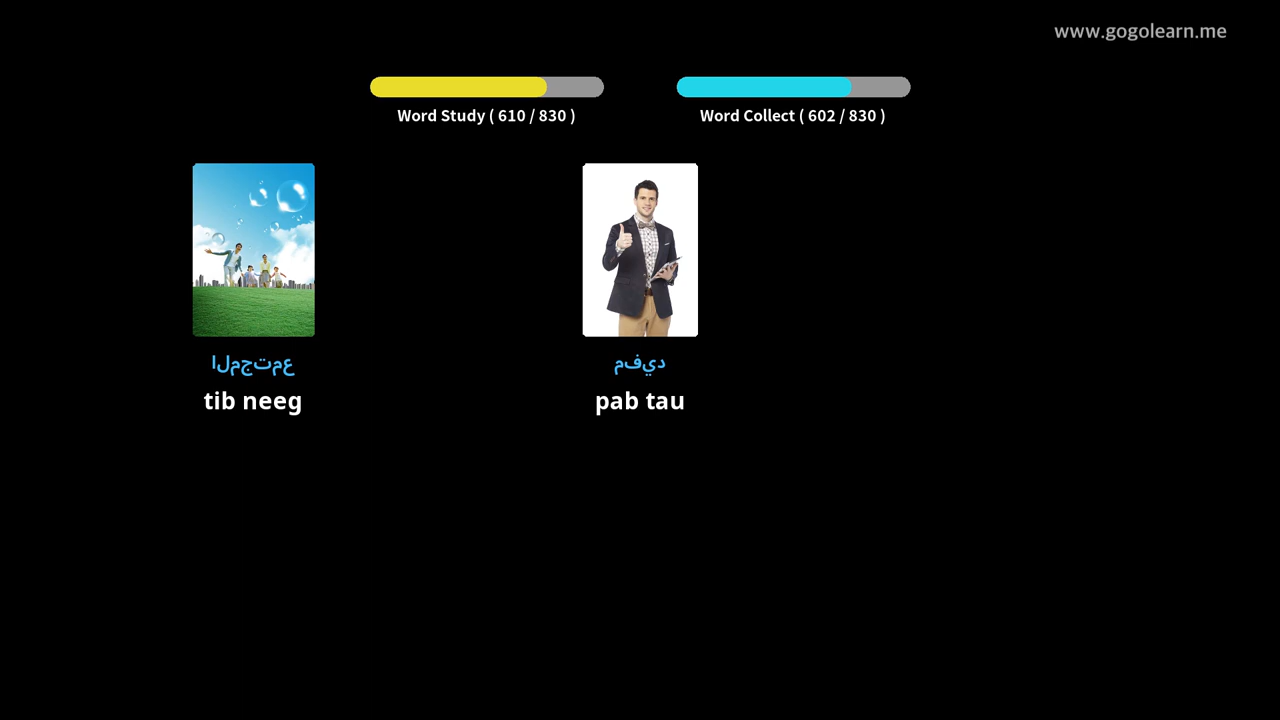 www.gogolearn.me
Word Study ( 610 / 830 )
Word Collect ( 602 / 830 )
المجتمع
tib neeg
مفيد
pab tau